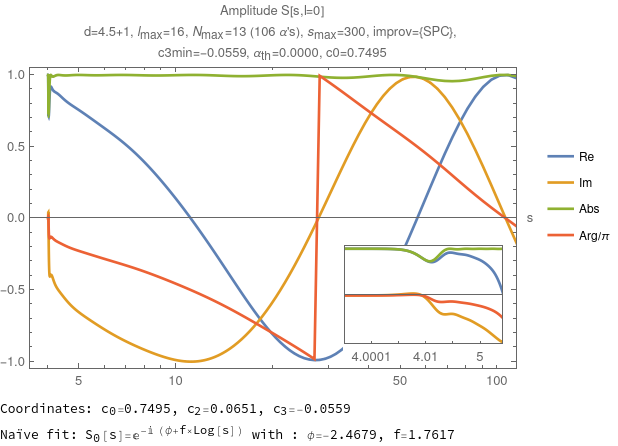 Amplitude S[s,l=0]
d=4.5+1, lmax=16, Nmax=13 (106 α's), smax=300, improv={SPC},
c3min=-0.0559, αth=0.0000, c0=0.7495
1.0
0.5
0.0
-0.5
-1.0
s
Re
Im
Abs
Arg/π
4.0001 4.01 5
5 10 50 100
Coordinates: c0=0.7495, c2=0.0651, c3=-0.0559
Naïve fit: S0[s]=e^-i (ϕ+f×Log[s]) with : ϕ=-2.4679, f=1.7617